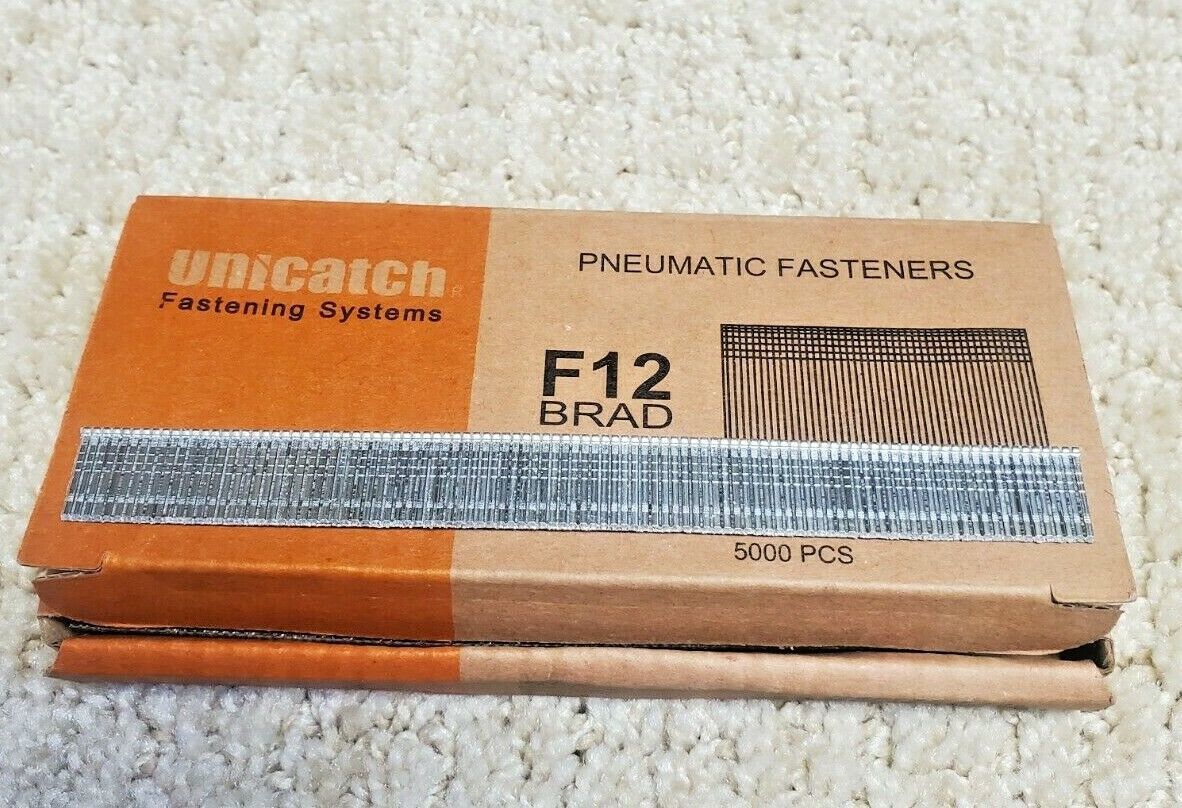 unicatch
Fastening Systems
PNEUMATIC FASTENERS
F12
BRAD
5000 PCS